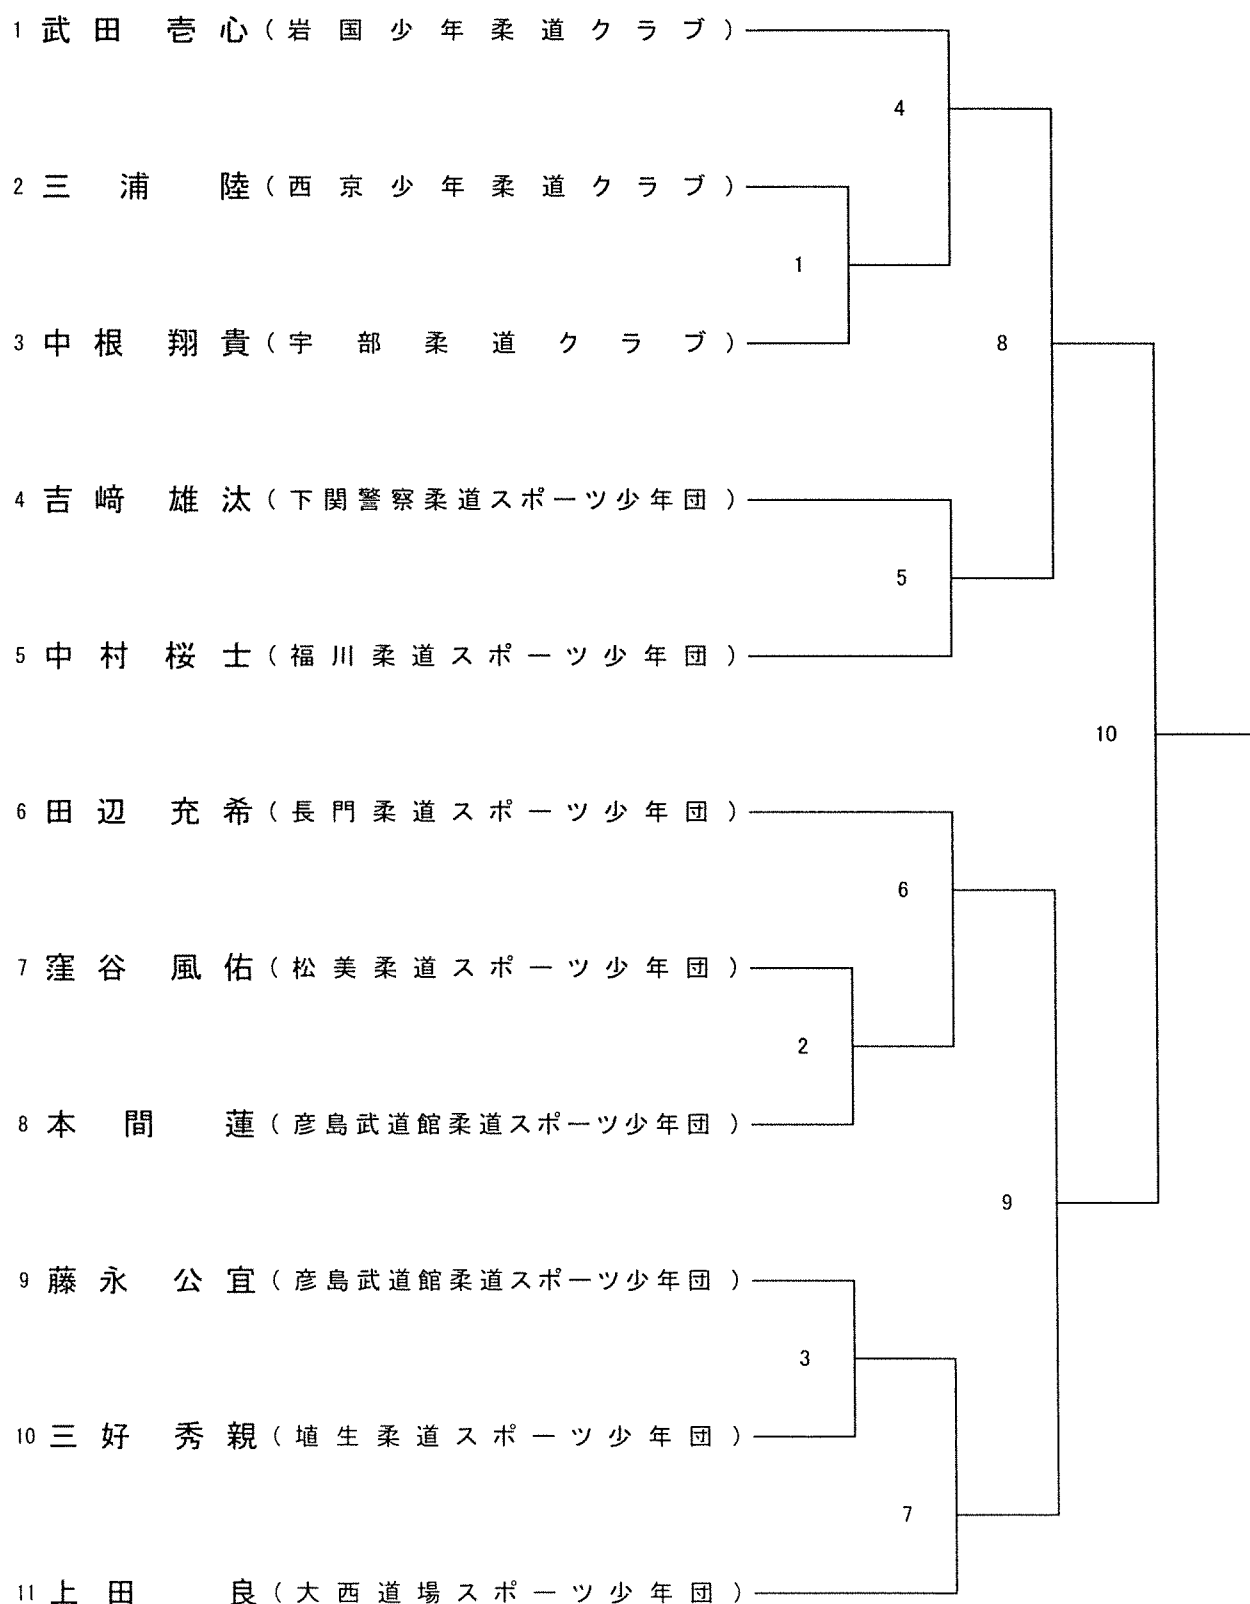 1 武田 壱心(岩国少年柔道クラブ)
4
2 三浦 陸(西京少年柔道クラブ)
1
3 中根 翔貴(宇部柔道クラブ)
8
4 吉﨑 雄汰(下関警察柔道スポーツ少年団)
5
5 中村 桜士(福川柔道スポーツ少年団)
10
6 田辺 充希(長門柔道スポーツ少年団)
6
7 窪谷 風佑(松美柔道スポーツ少年団)
2
8 本間 蓮(彦島武道館柔道スポーツ少年団)
9
9 藤永 公宜(彦島武道館柔道スポーツ少年団)
3
10 三好 秀親(埴生柔道スポーツ少年団)
7
11 上田 良(大西道場スポーツ少年団)